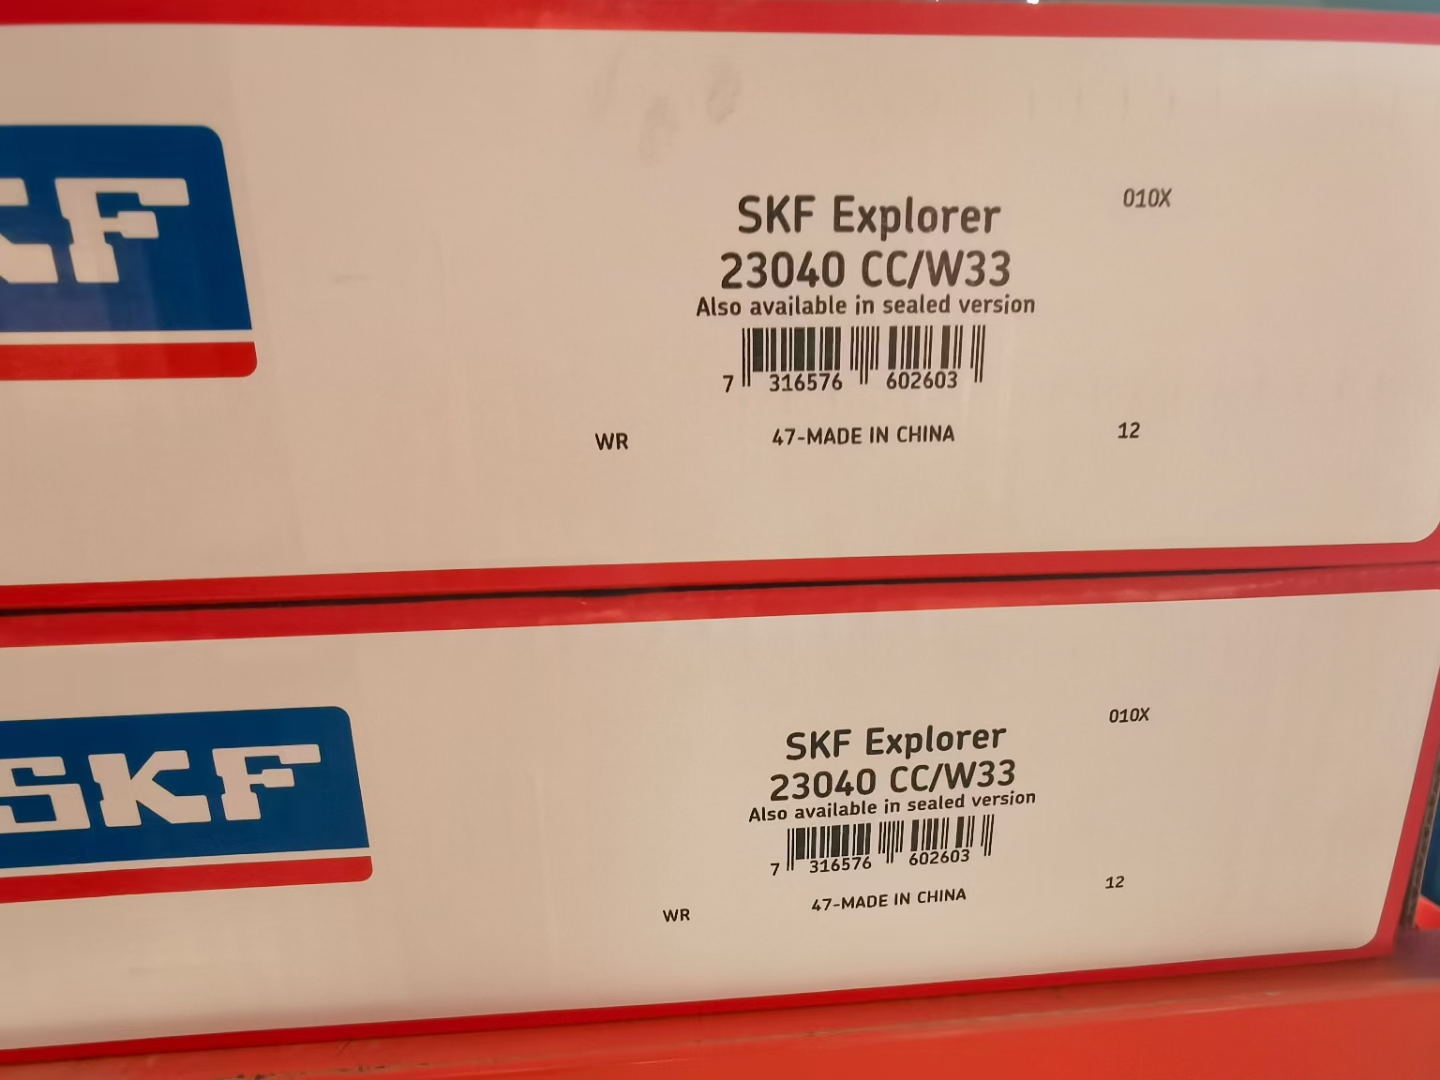 KF
SKF Explorer
010X
23040 CC/W33
Also available in sealed version
7 316576 602603
WR
47-MADE IN CHINA
12
SKF
SKF Explorer
010X
23040 CC/W33
Also available in sealed version
7 316576 602603
WR
47-MADE IN CHINA
12